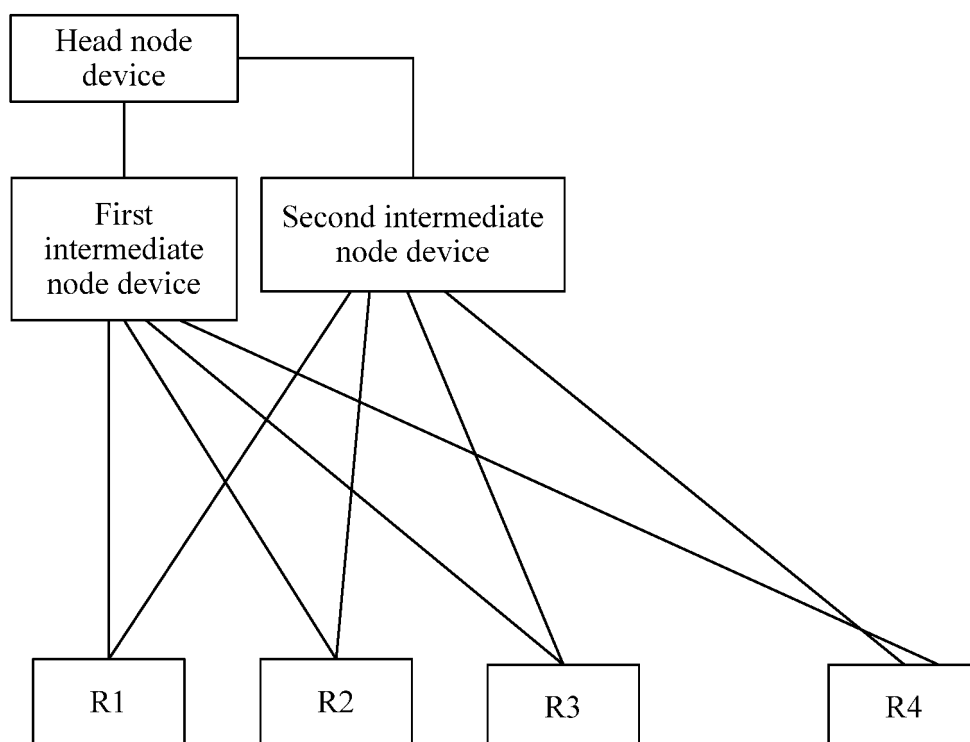 Head node
device
First
intermediate
node device
Second intermediate
node device
R1
R2
R3
R4